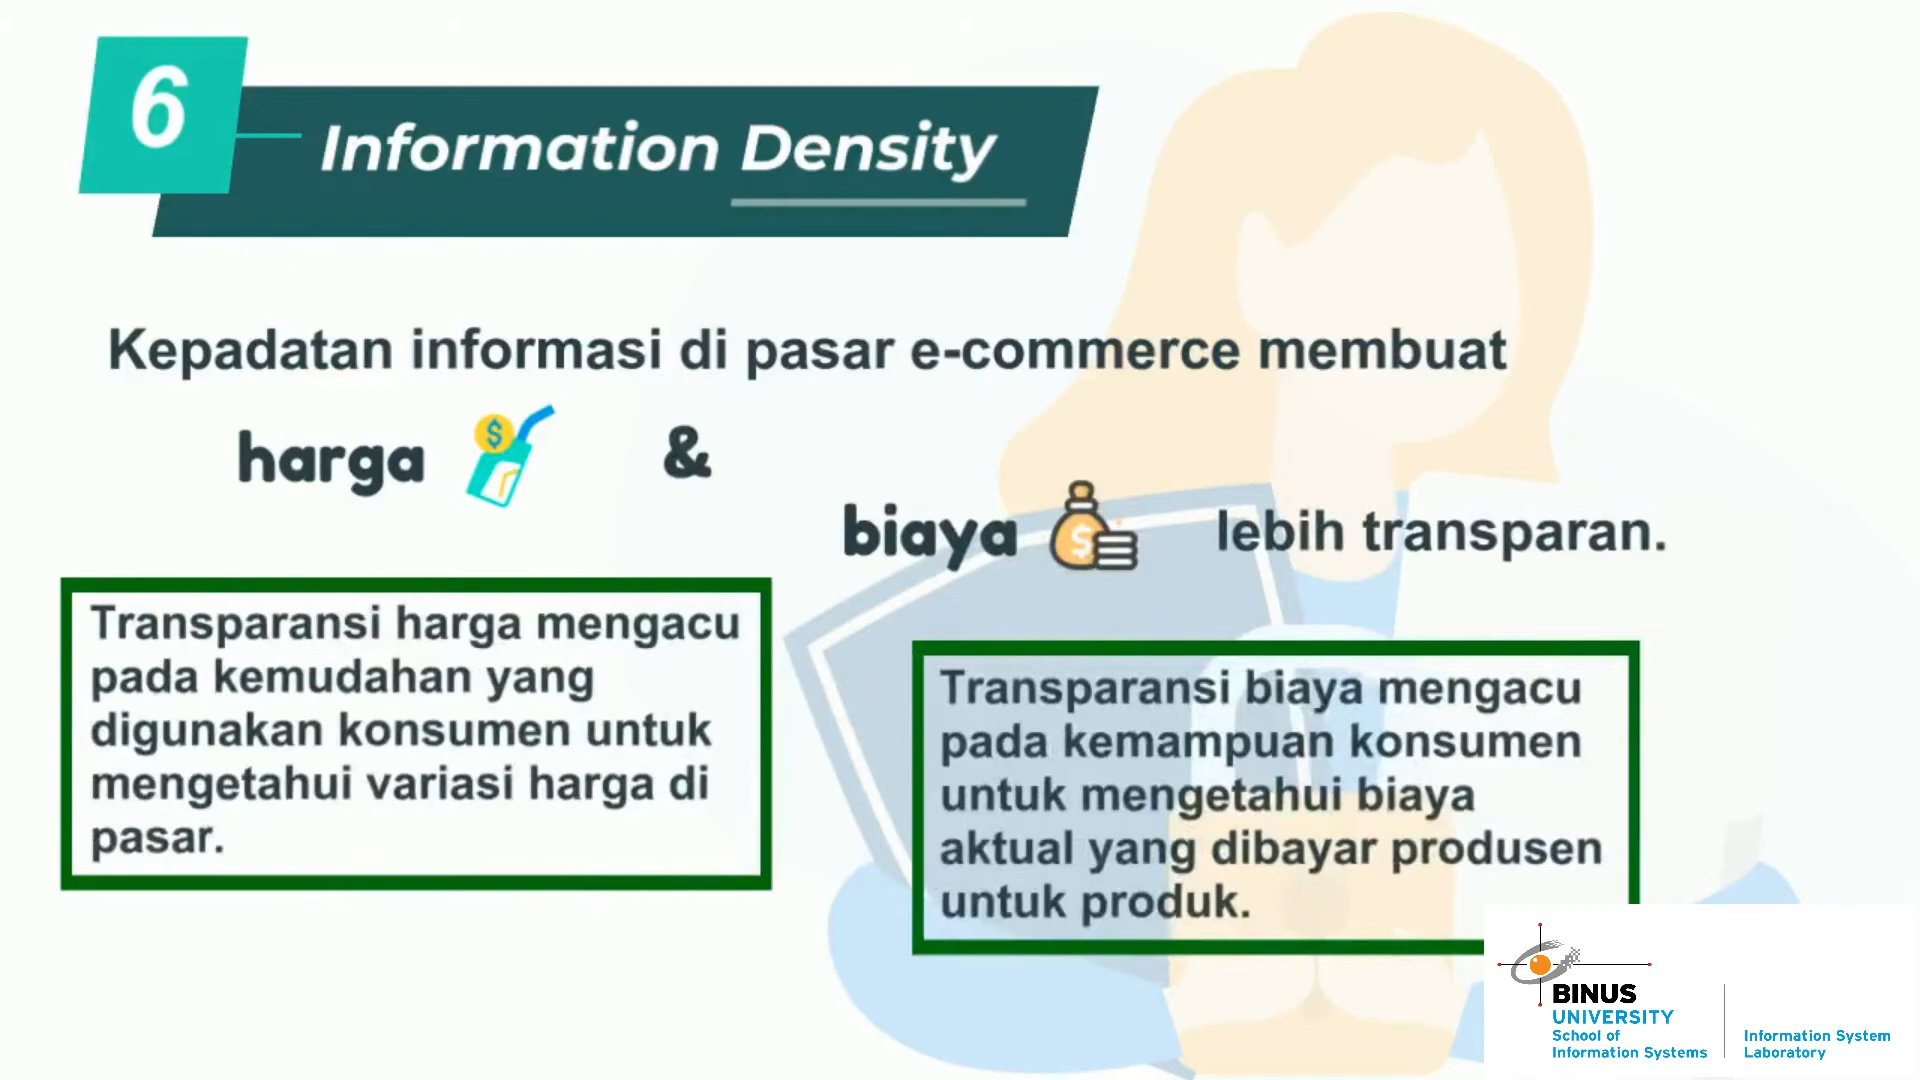 6
Information Density
Kepadatan informasi di pasar e-commerce membuat
harga $ &
biaya $ lebih transparan.
Transparansi harga mengacu
pada kemudahan yang
digunakan konsumen untuk
mengetahui variasi harga di
pasar.
Transparansi biaya mengacu
pada kemampuan konsumen
untuk mengetahui biaya
aktual yang dibayar produsen
untuk produk.
BINUS
UNIVERSITY
School of
Information Systems
Information System
Laboratory